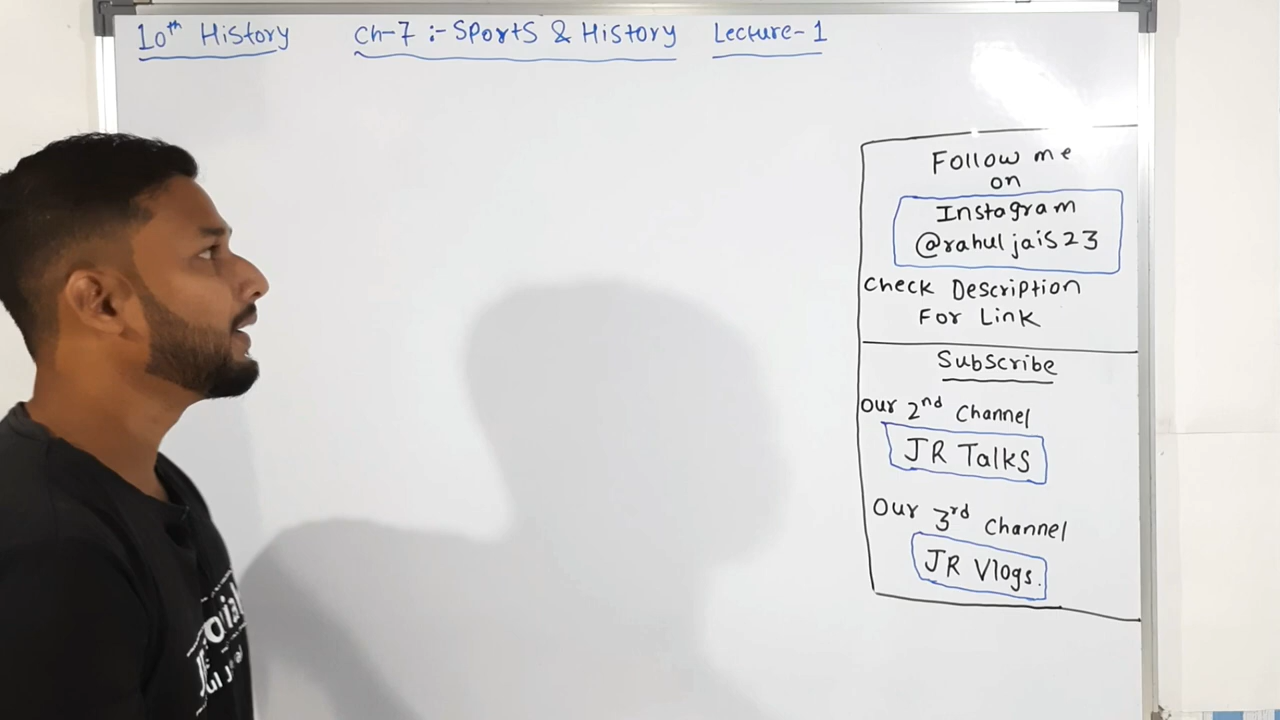 10th History Ch-7 :- Sports & History Lecture-1
Follow me
on
Instagram
@rahuljais23
Check Description
For Link
Subscribe
Our 2nd Channel
JR Talks
Our 3rd Channel
JR Vlogs.